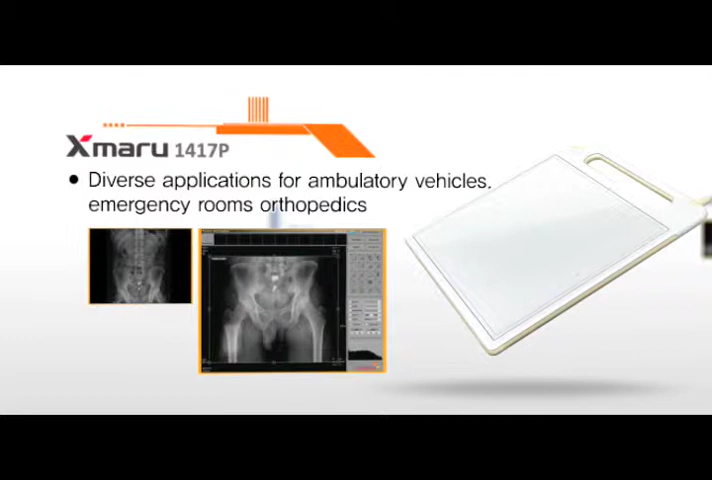 Xmaru 1417P
● Diverse applications for ambulatory vehicles.
emergency rooms orthopedics